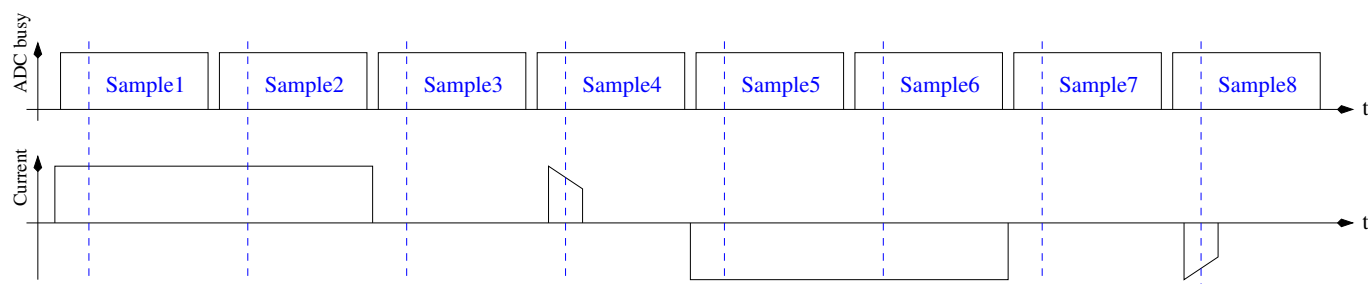 ADC busy
Sample1 Sample2 Sample3 Sample4 Sample5 Sample6 Sample7 Sample8
t
Current
t